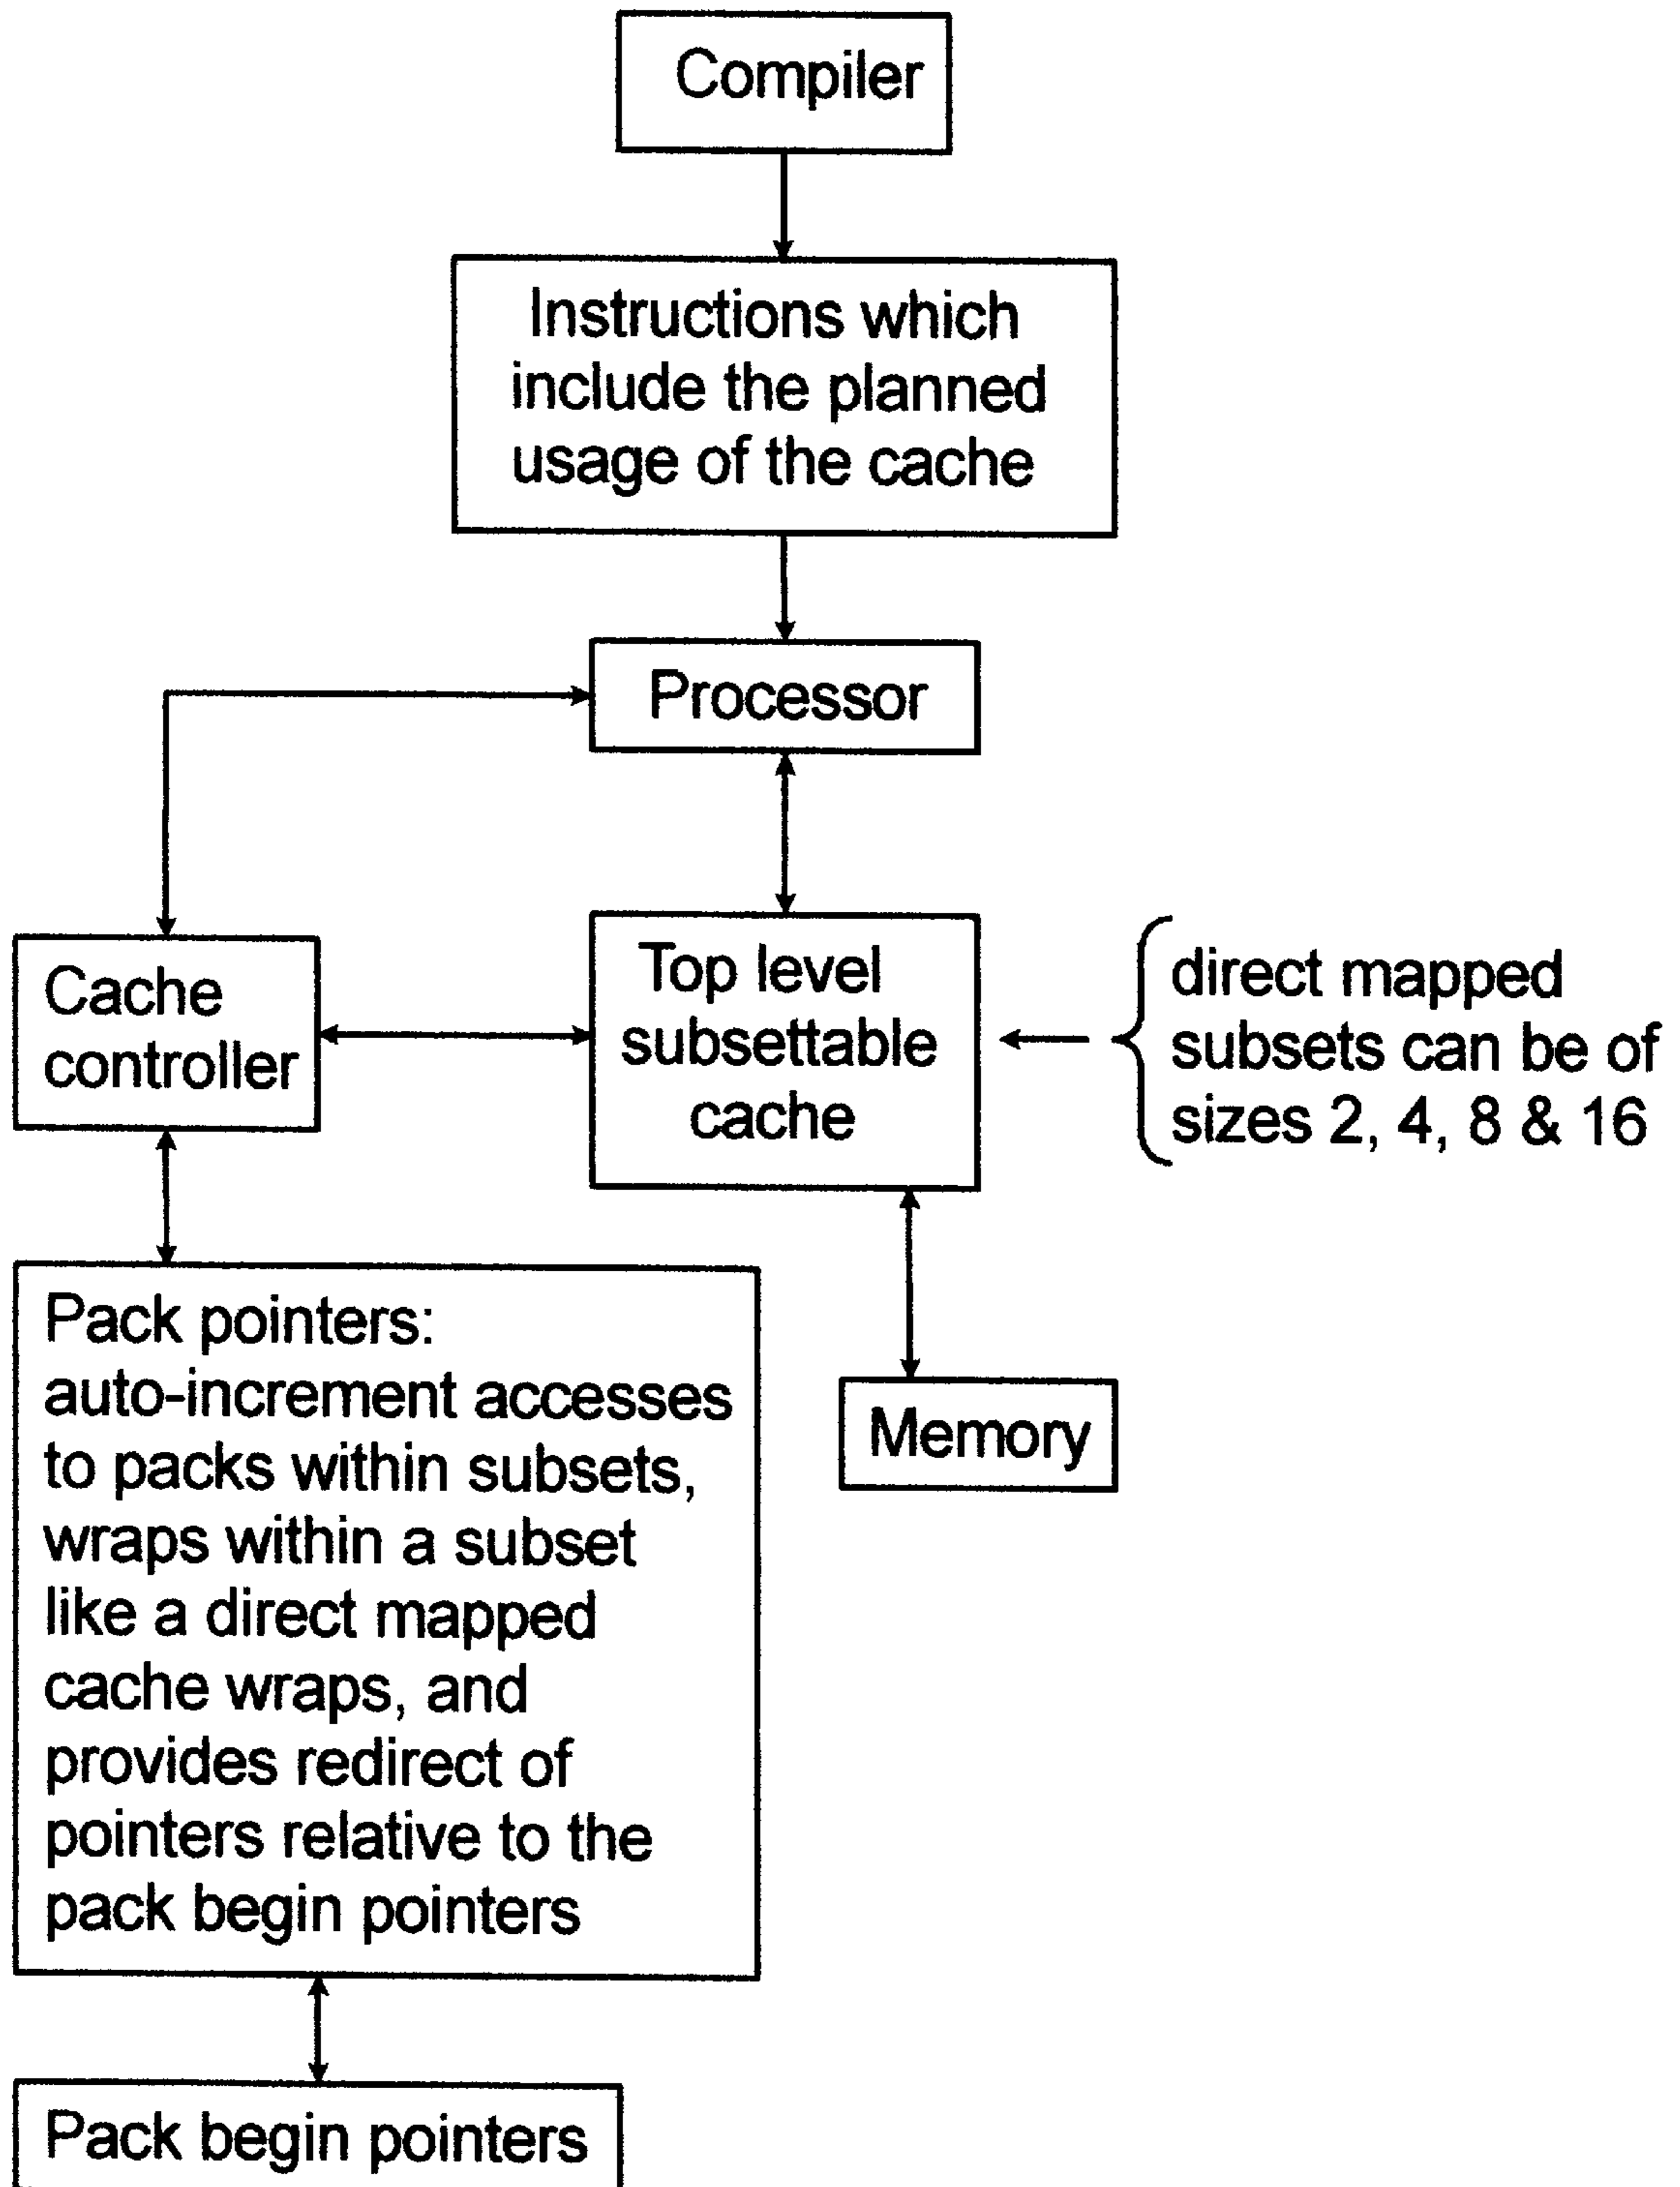 Compiler
Instructions which
include the planned
usage of the cache
Processor
Cache
controller
Top level
subsettable
cache
direct mapped
subsets can be of
sizes 2, 4, 8 & 16
Pack pointers:
auto-increment accesses
to packs within subsets,
wraps within a subset
like a direct mapped
cache wraps, and
provides redirect of
pointers relative to the
pack begin pointers
Memory
Pack begin pointers